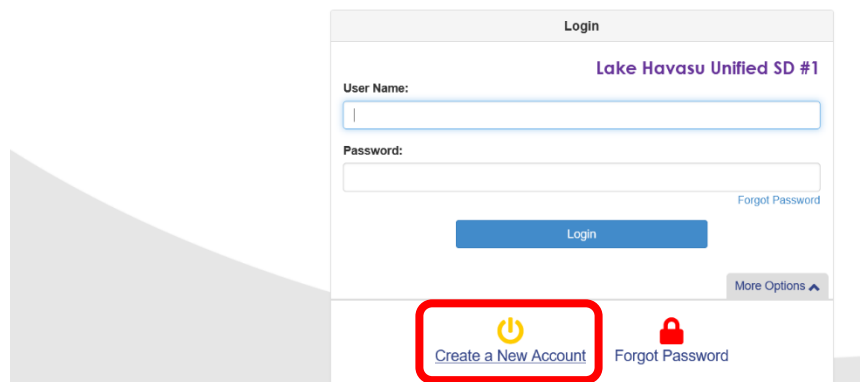 Login
Lake Havasu Unified SD #1
User Name:
Password:
Forgot Password
Login
More Options
Create a New Account
Forgot Password